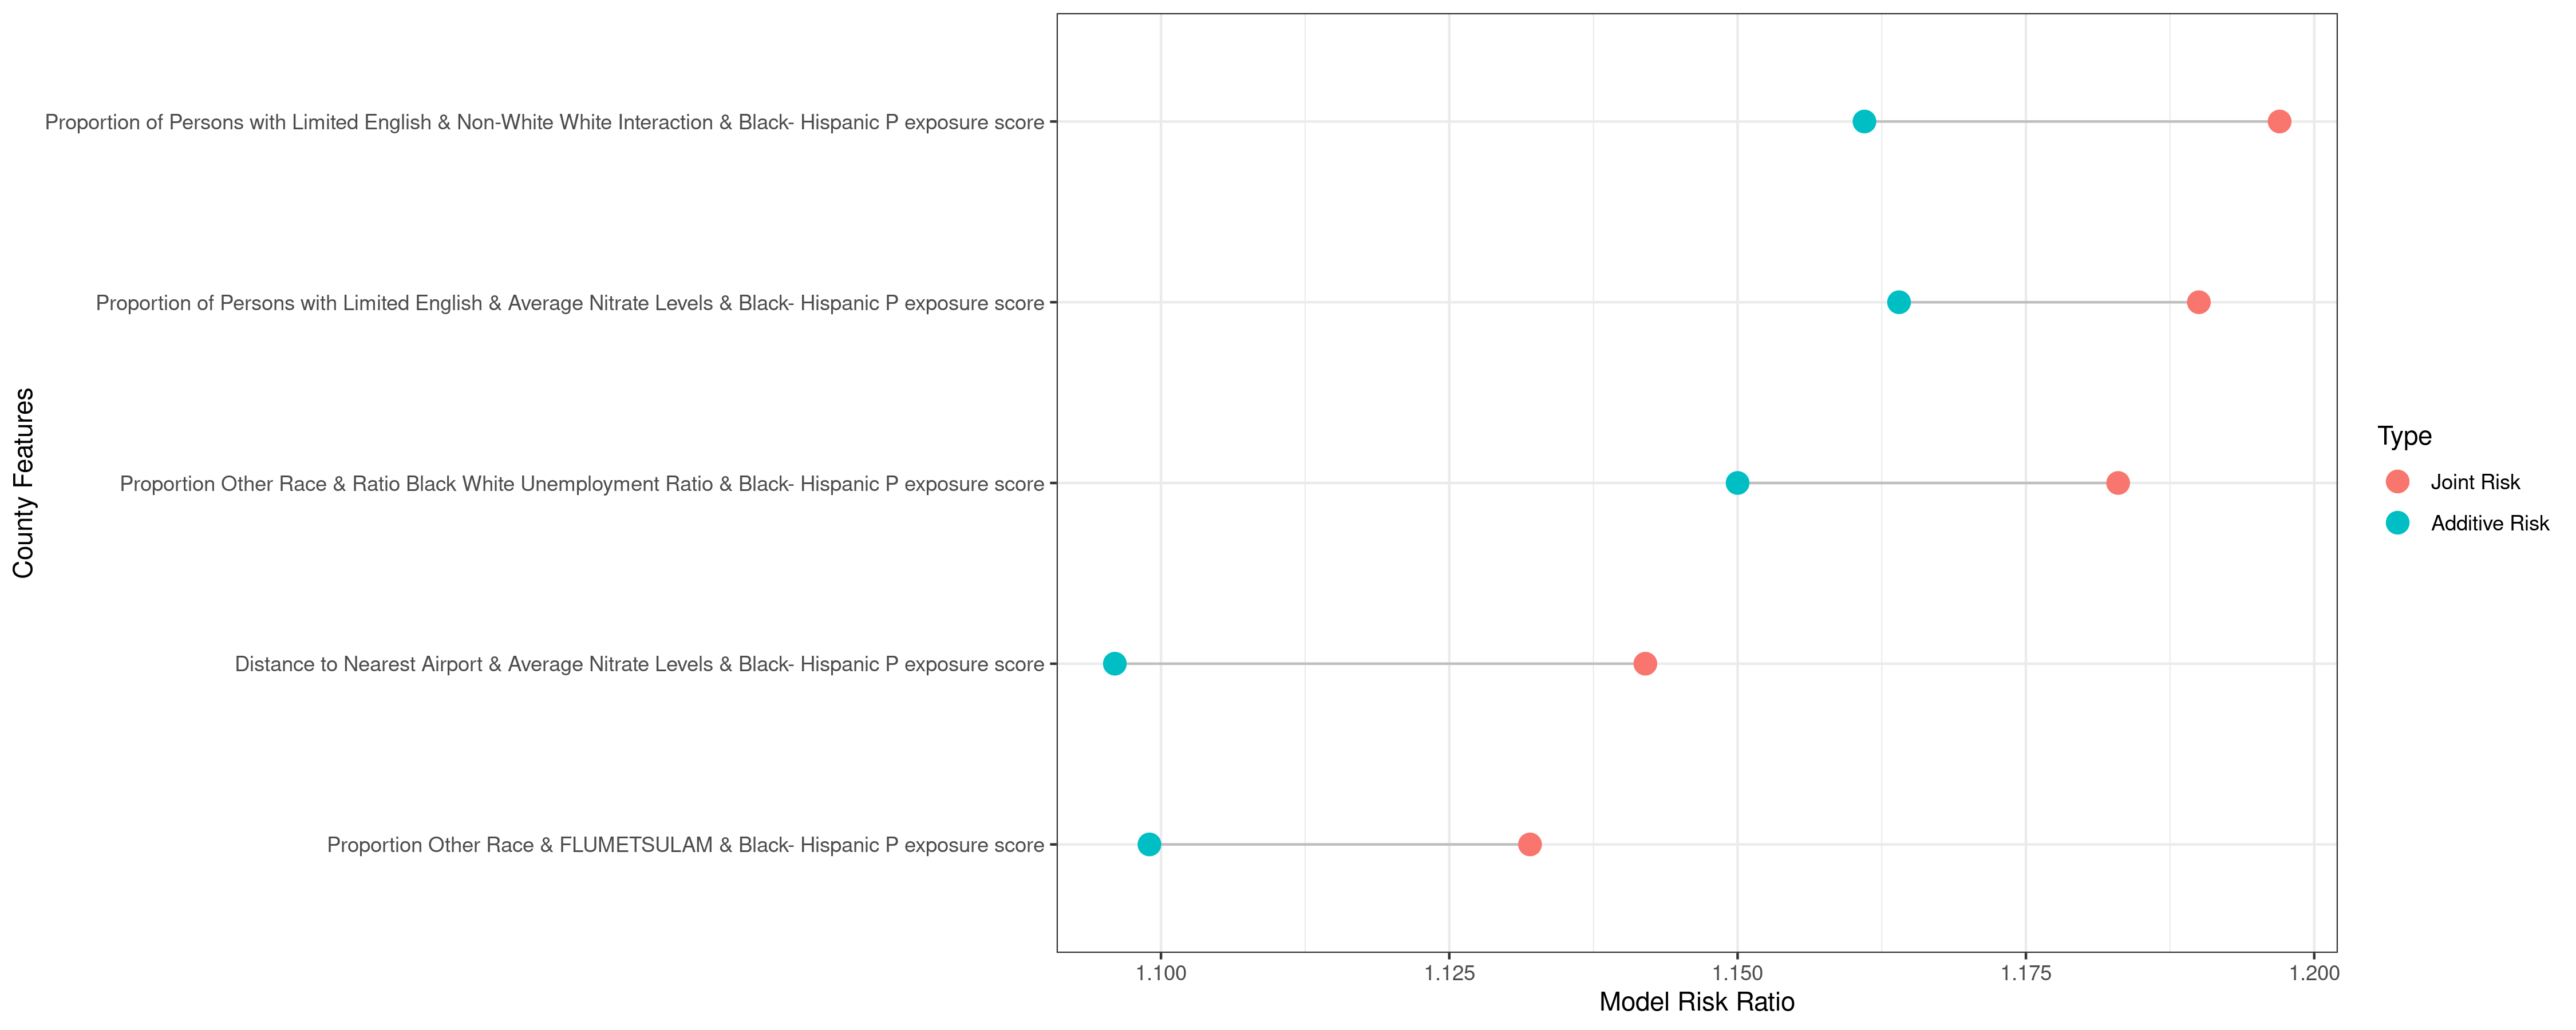 Proportion of Persons with Limited English & Non-White White Interaction & Black- Hispanic P exposure score
Proportion of Persons with Limited English & Average Nitrate Levels & Black- Hispanic P exposure score
Proportion Other Race & Ratio Black White Unemployment Ratio & Black- Hispanic P exposure score
Distance to Nearest Airport & Average Nitrate Levels & Black- Hispanic P exposure score
Proportion Other Race & FLUMETSULAM & Black- Hispanic P exposure score
County Features
1.100 1.125 1.150 1.175 1.200
Model Risk Ratio
Type
Joint Risk
Additive Risk